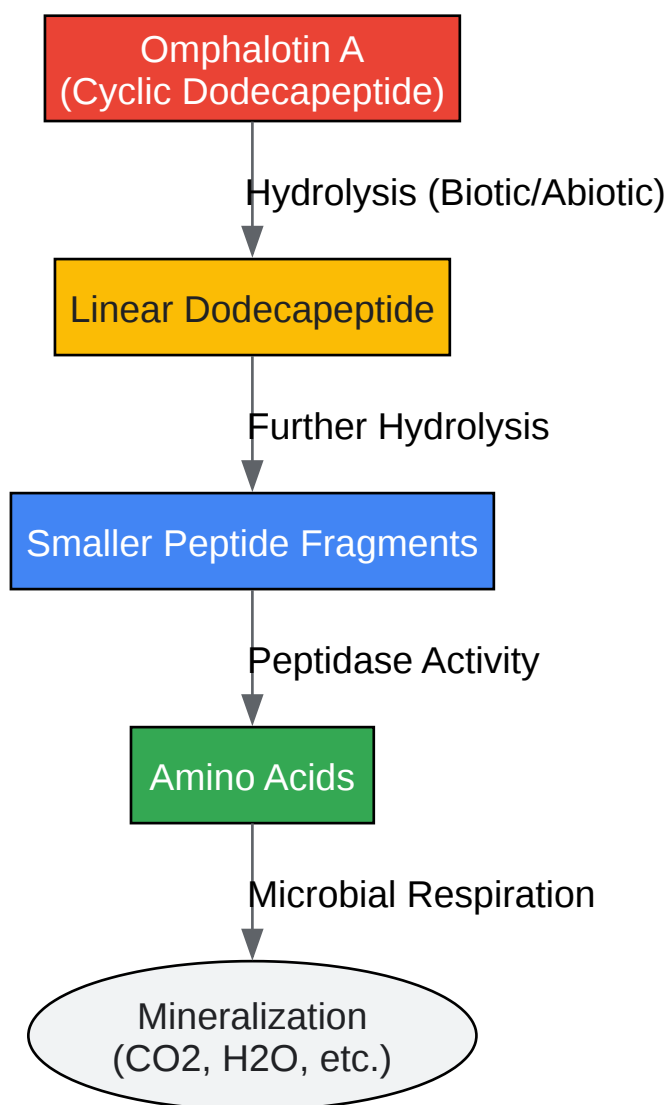 Omphalotin A
(Cyclic Dodecapeptide)
Hydrolysis (Biotic/Abiotic)
Linear Dodecapeptide
Further Hydrolysis
Smaller Peptide Fragments
Peptidase Activity
Amino Acids
Microbial Respiration
Mineralization
(CO2, H2O, etc.)